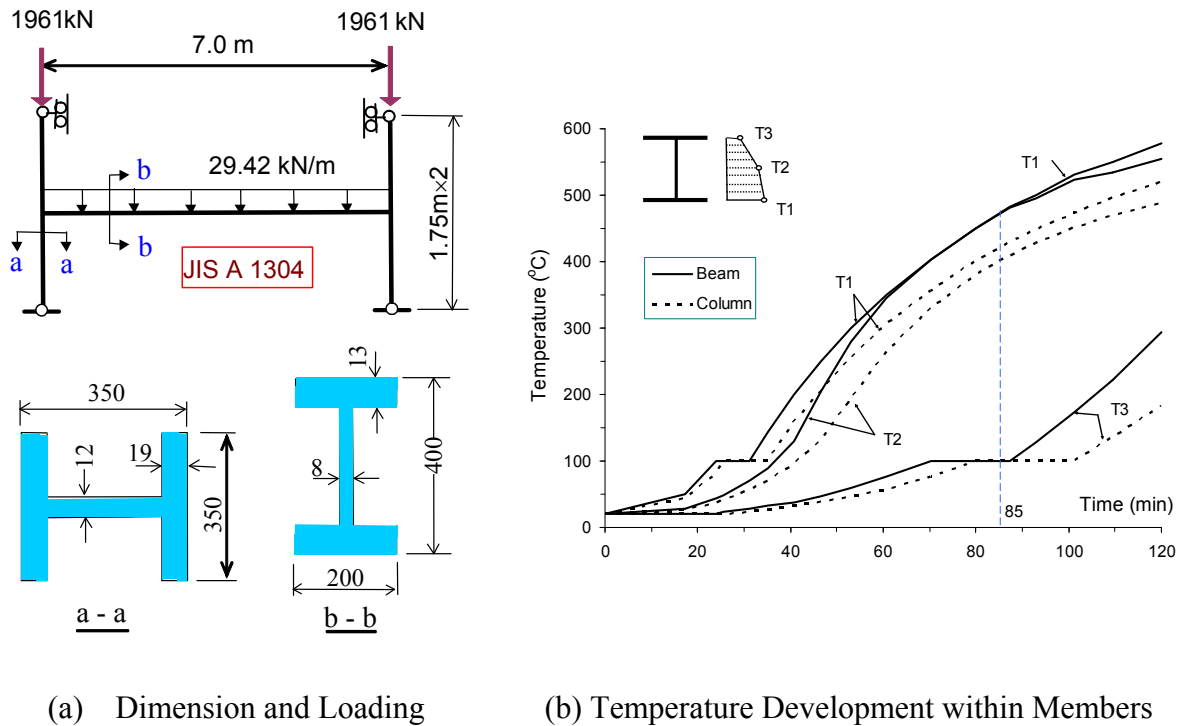 1961kN
1961 kN
7.0 m
29.42 kN/m
b
b
a
a
1.75m×2
JIS A 1304
350
12
19
350
a - a
13
8
400
200
b - b
(a) Dimension and Loading
600
500
400
300
200
100
0
Temperature (°C)
T3
T2
T1
Beam
Column
T1
T1
T2
T3
85
Time (min)
0
20
40
60
80
100
120
(b) Temperature Development within Members